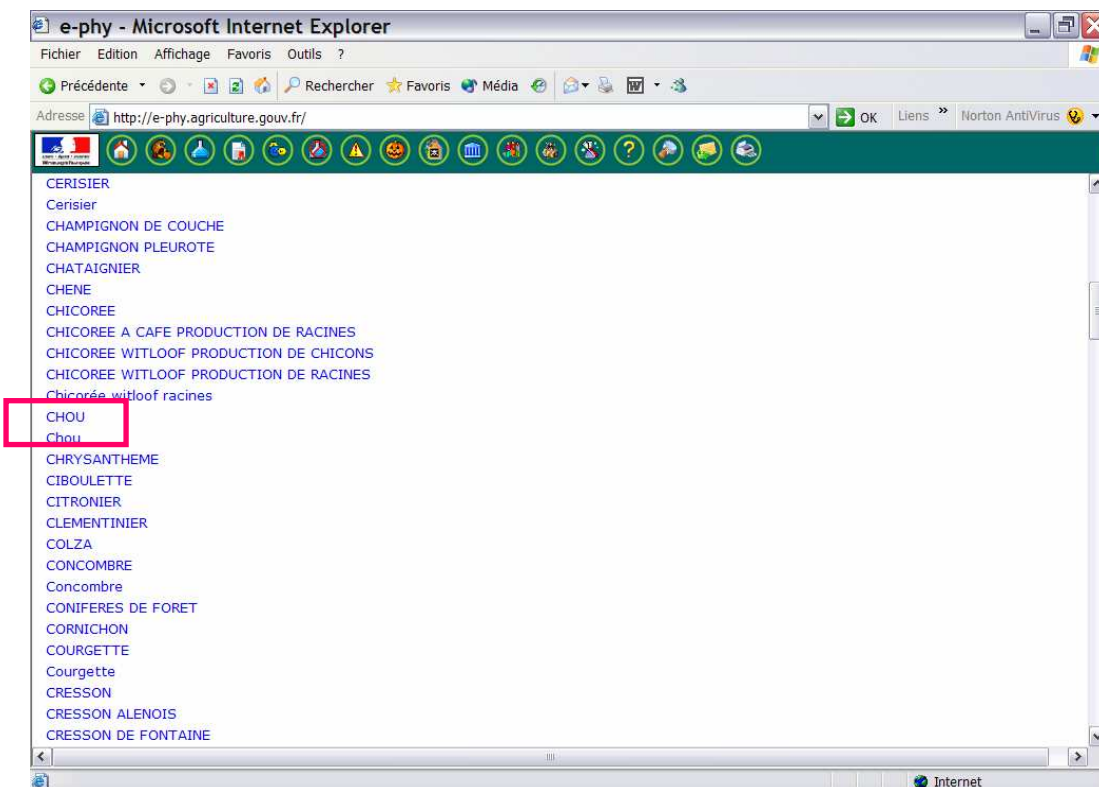 e-phy - Microsoft Internet Explorer
Fichier Edition Affichage Favoris Outils ?
Précédente Rechercher Favoris Média
Adresse http://e-phy.agriculture.gouv.fr/ OK Liens » Norton AntiVirus
CERISIER
Cerisier
CHAMPIGNON DE COUCHE
CHAMPIGNON PLEUROTE
CHATAIGNIER
CHENE
CHICOREE
CHICOREE A CAFE PRODUCTION DE RACINES
CHICOREE WITLOOF PRODUCTION DE CHICONS
CHICOREE WITLOOF PRODUCTION DE RACINES
Chicorée witloof racines
CHOU
Chou
CHRYSANTHEME
CIBOULETTE
CITRONIER
CLEMENTINIER
COLZA
CONCOMBRE
Concombre
CONIFERES DE FORET
CORNICHON
COURGETTE
Courgette
CRESSON
CRESSON ALENOIS
CRESSON DE FONTAINE
Internet